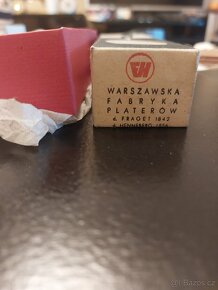 WARSZAWSKA
FABRYKA
PLATERÓW
d. FRAGET 1842
d. HENNEBERG 1856
Bazos.cz